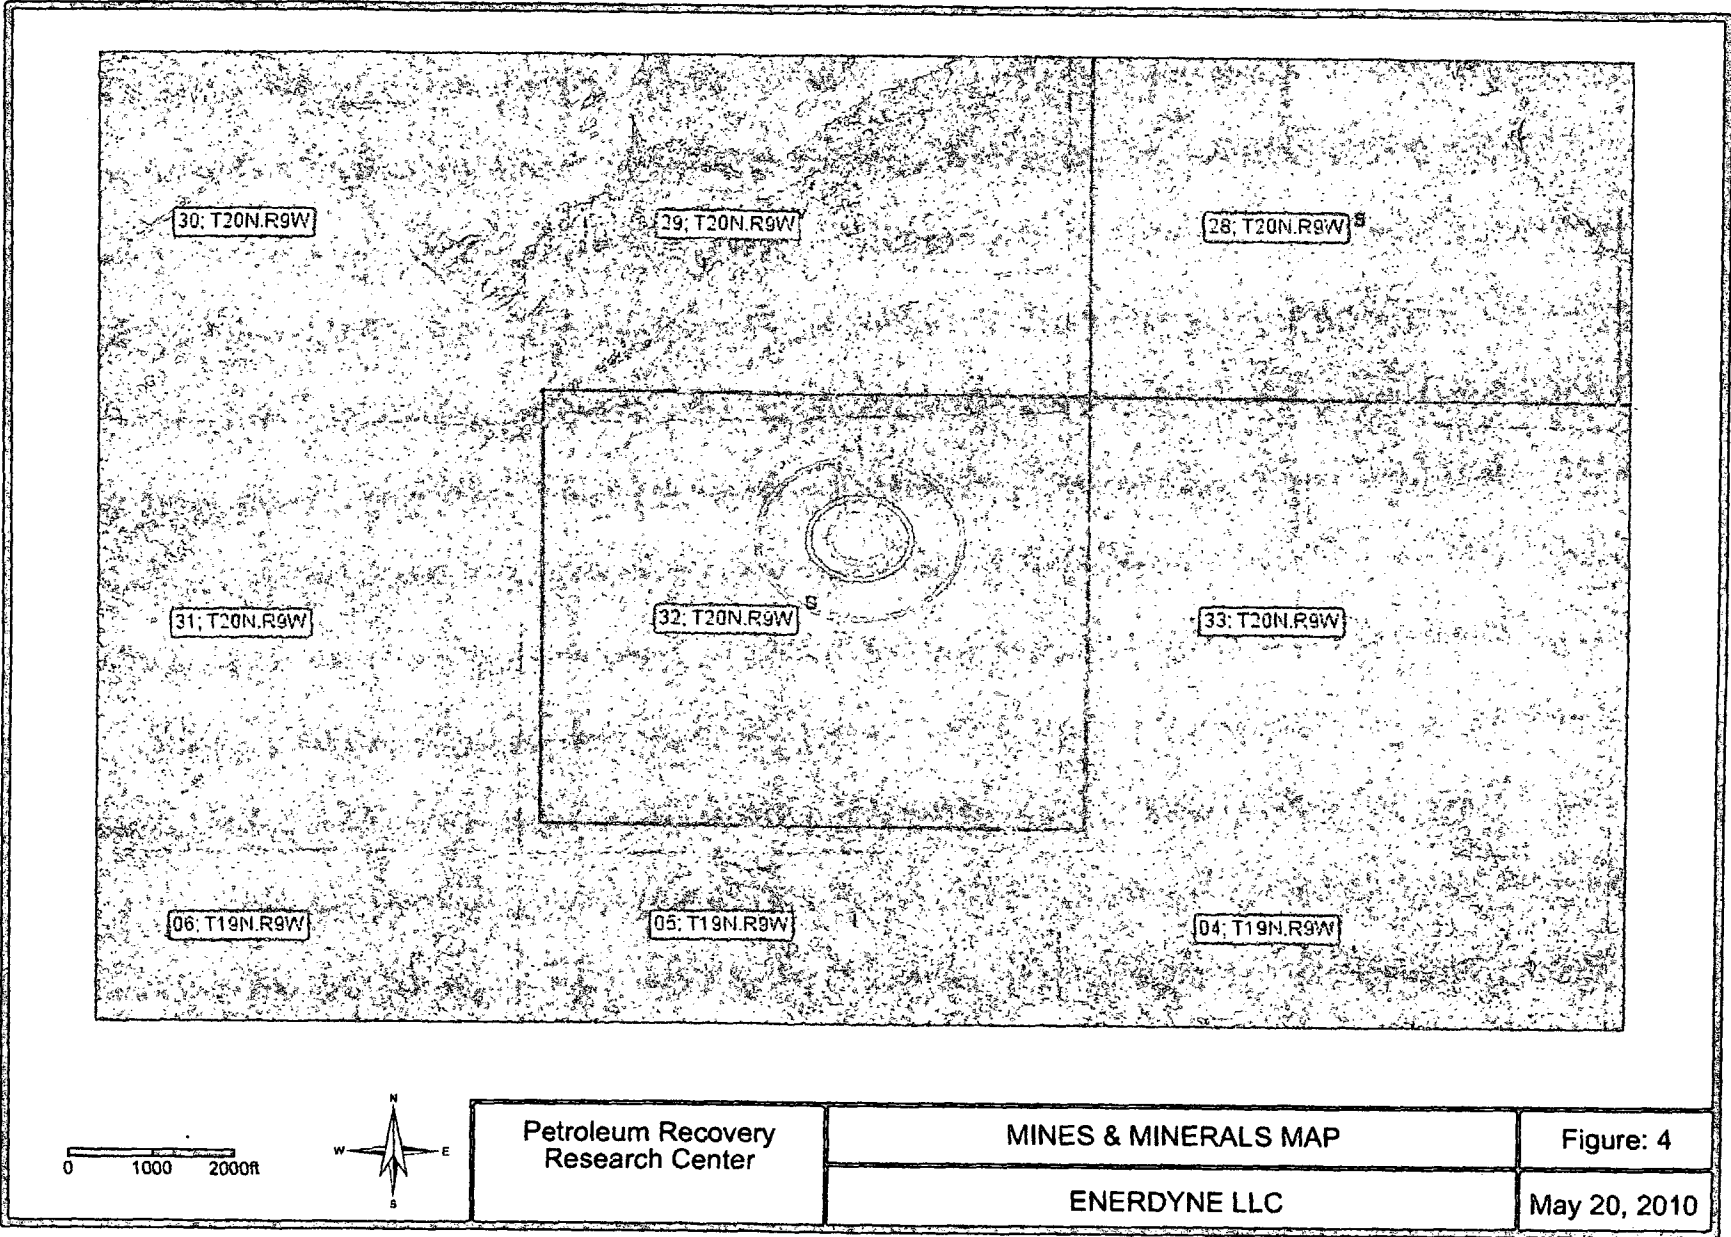 30; T20N.R9W
29; T20N.R9W
28; T20N.R9W
31; T20N.R9W
32; T20N.R9W
33; T20N.R9W
06; T19N.R9W
05; T19N.R9W
04; T19N.R9W
0 1000 2000ft
N
W E
S
Petroleum Recovery
Research Center
MINES & MINERALS MAP
ENERDYNE LLC
Figure: 4
May 20, 2010